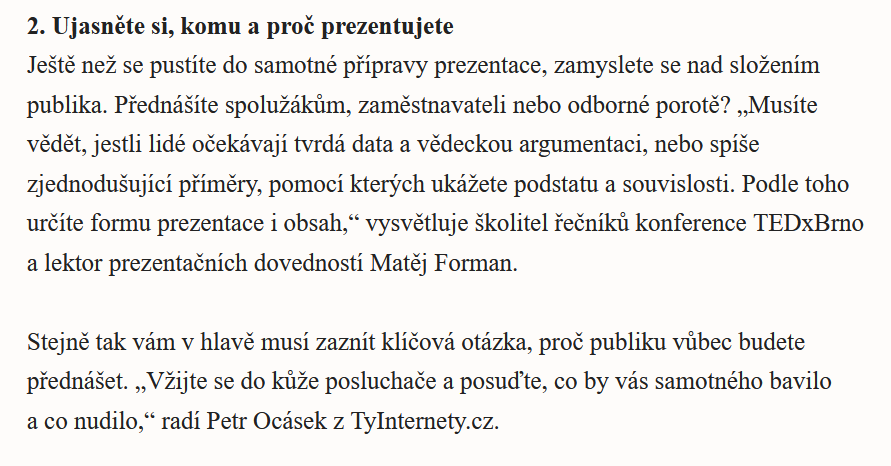 2. Ujasněte si, komu a proč prezentujete
Ještě než se pustíte do samotné přípravy prezentace, zamyslete se nad složením
publika. Přednášíte spolužákům, zaměstnavateli nebo odborné porotě? „Musíte
vědět, jestli lidé očekávají tvrdá data a vědeckou argumentaci, nebo spíše
zjednodušující příměry, pomocí kterých ukážete podstatu a souvislosti. Podle toho
určíte formu prezentace i obsah,“ vysvětluje školitel řečníků konference TEDxBrno
a lektor prezentačních dovedností Matěj Forman.
Stejně tak vám v hlavě musí zaznít klíčová otázka, proč publiku vůbec budete
přednášet. „Vžijte se do kůže posluchače a posuďte, co by vás samotného bavilo
a co nudilo,“ radí Petr Ocásek z TyInternety.cz.